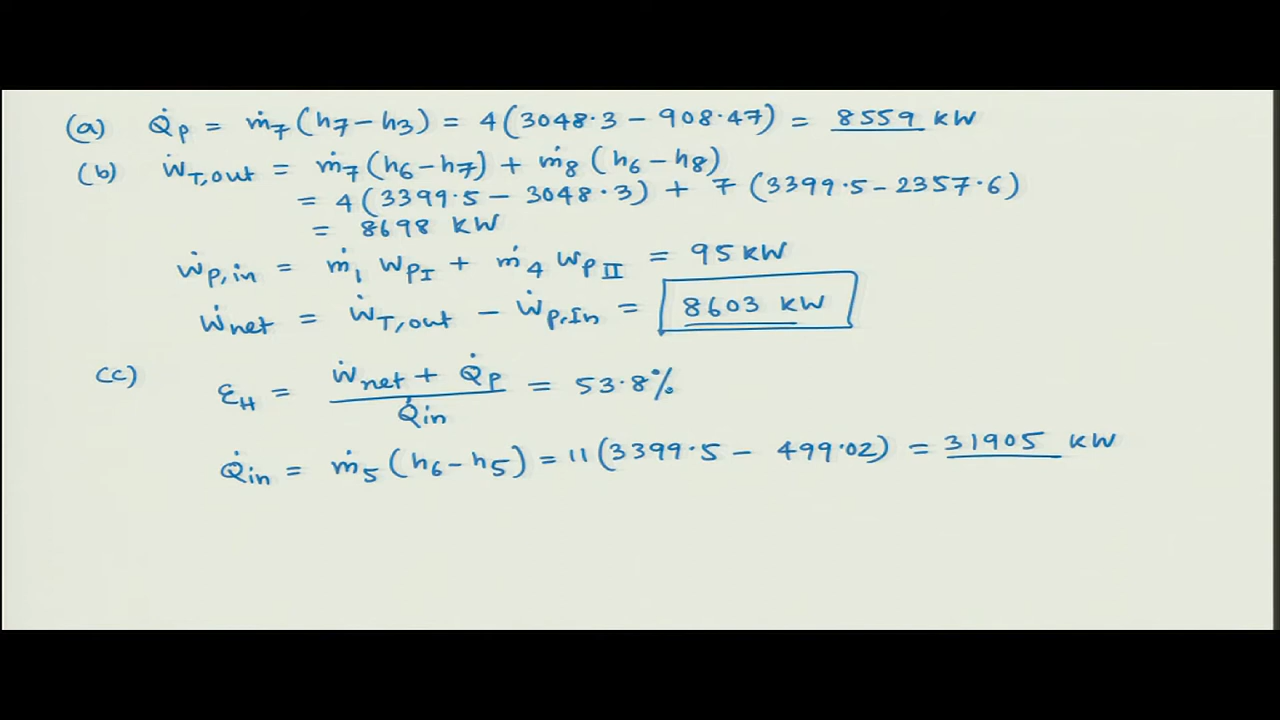 (a) Q̇p = ṁ7(h7-h3) = 4(3048.3 - 908.47) = 8559 kW
(b) ẆT,out = ṁ7(h6-h7) + ṁ8(h6-h8)
= 4(3399.5 - 3048.3) + 7(3399.5-2357.6)
= 8698 kW
Ẇp,in = ṁ1 wpI + ṁ4 wpII = 95 kW
Ẇnet = ẆT,out - Ẇp,In = 8603 kW
(c) εH = (Ẇnet + Q̇p) / Q̇in = 53.8%
Q̇in = ṁ5(h6-h5) = 11(3399.5 - 499.02) = 31905 kW